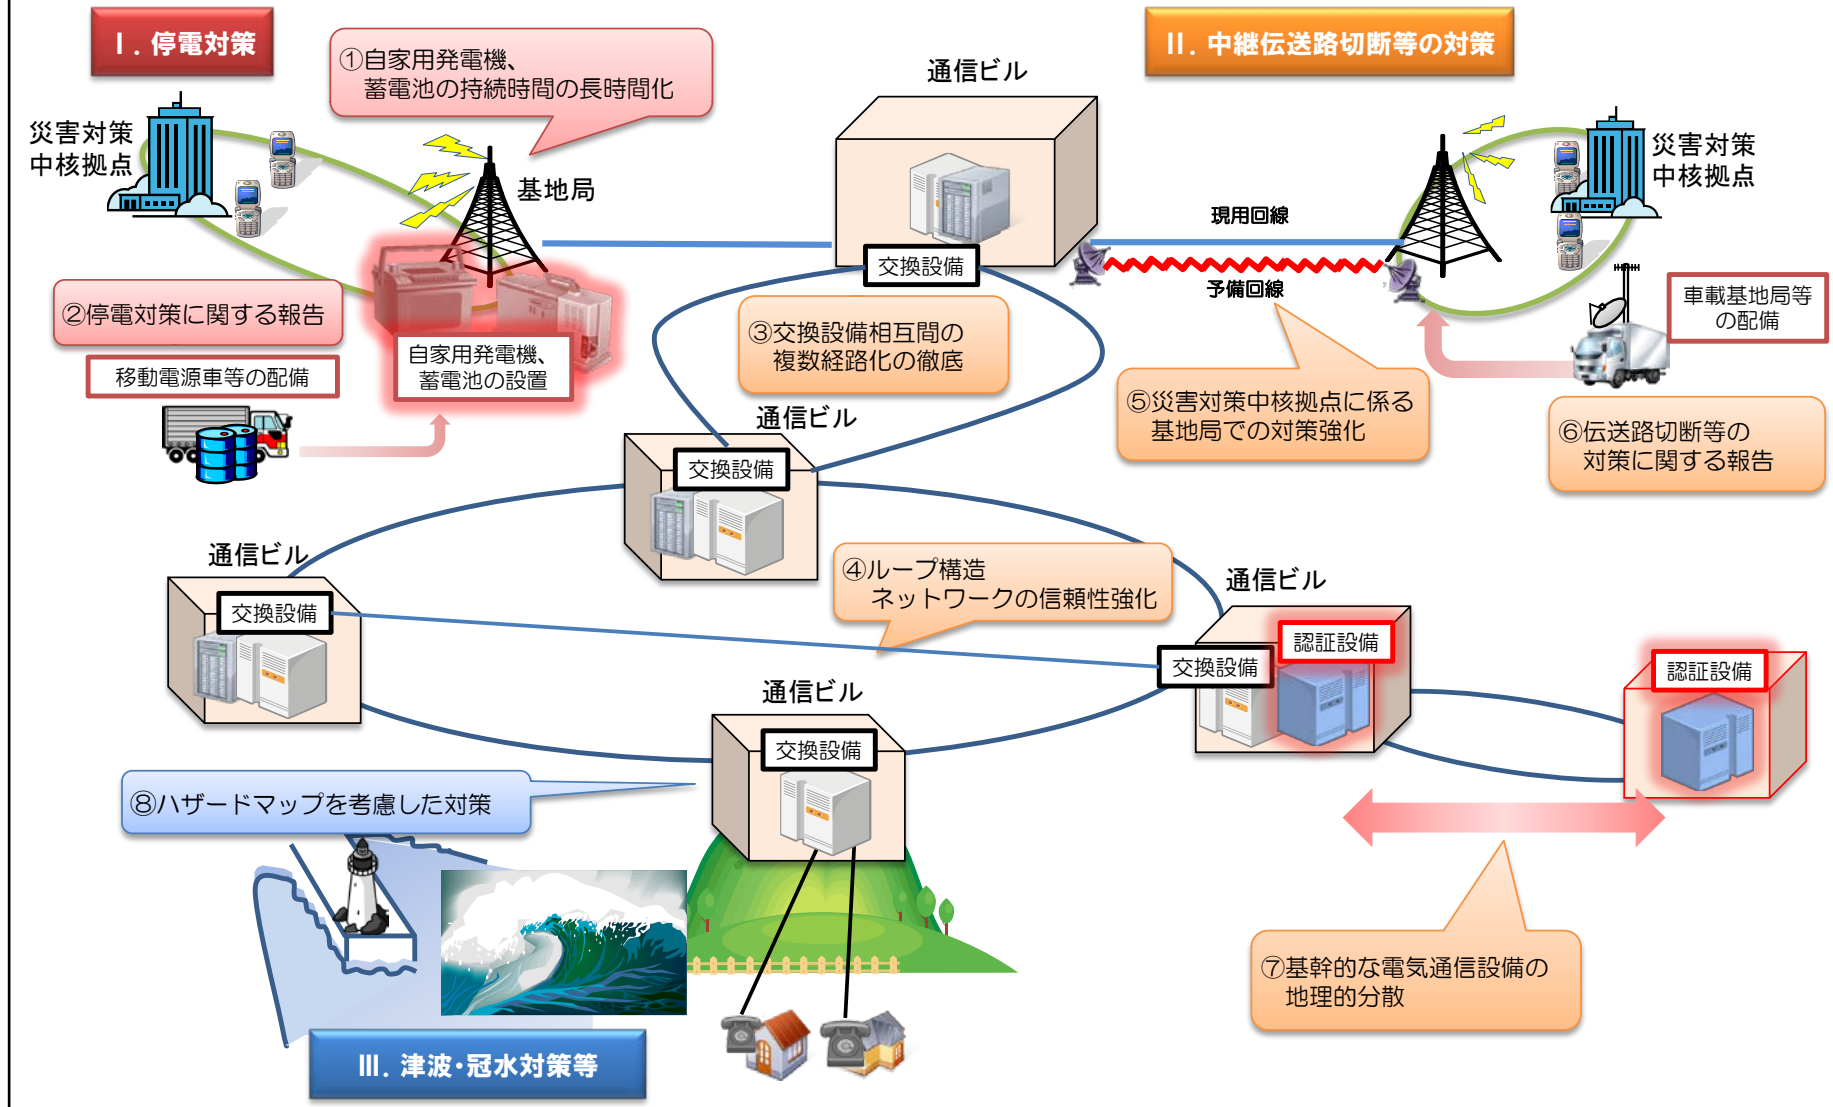 Ⅰ. 停電対策
①自家用発電機、
蓄電池の持続時間の長時間化
災害対策
中核拠点
基地局
②停電対策に関する報告
移動電源車等の配備
自家用発電機、
蓄電池の設置
通信ビル
交換設備
Ⅱ. 中継伝送路切断等の対策
現用回線
予備回線
災害対策
中核拠点
車載基地局等
の配備
③交換設備相互間の
複数経路化の徹底
⑤災害対策中核拠点に係る
基地局での対策強化
⑥伝送路切断等の
対策に関する報告
通信ビル
交換設備
通信ビル
交換設備
④ループ構造
ネットワークの信頼性強化
通信ビル
認証設備
交換設備
認証設備
通信ビル
交換設備
⑧ハザードマップを考慮した対策
⑦基幹的な電気通信設備の
地理的分散
Ⅲ. 津波・冠水対策等